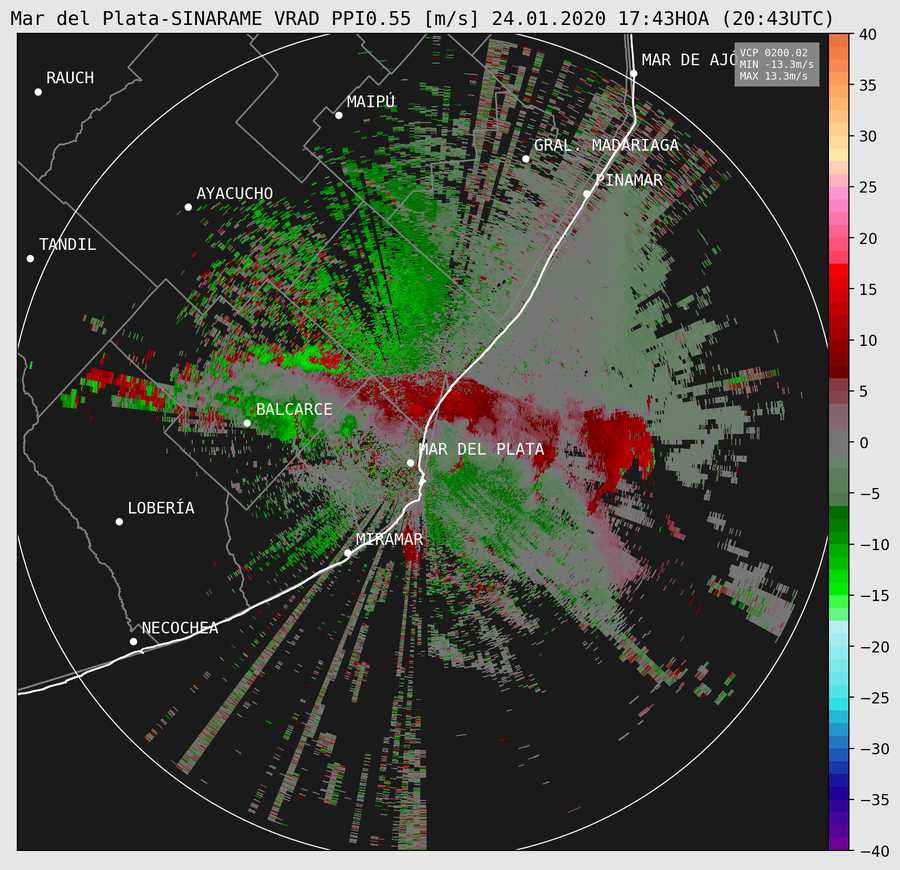 Mar del Plata-SINARAME VRAD PPI0.55 [m/s] 24.01.2020 17:43HOA (20:43UTC)
VCP 0200.02
MIN -13.3m/s
MAX 13.3m/s
MAR DE AJÓ
RAUCH
MAIPÚ
GRAL. MADARIAGA
PINAMAR
AYACUCHO
TANDIL
BALCARCE
MAR DEL PLATA
LOBERÍA
MIRAMAR
NECOCHEA
40
35
30
25
20
15
10
5
0
−5
−10
−15
−20
−25
−30
−35
−40